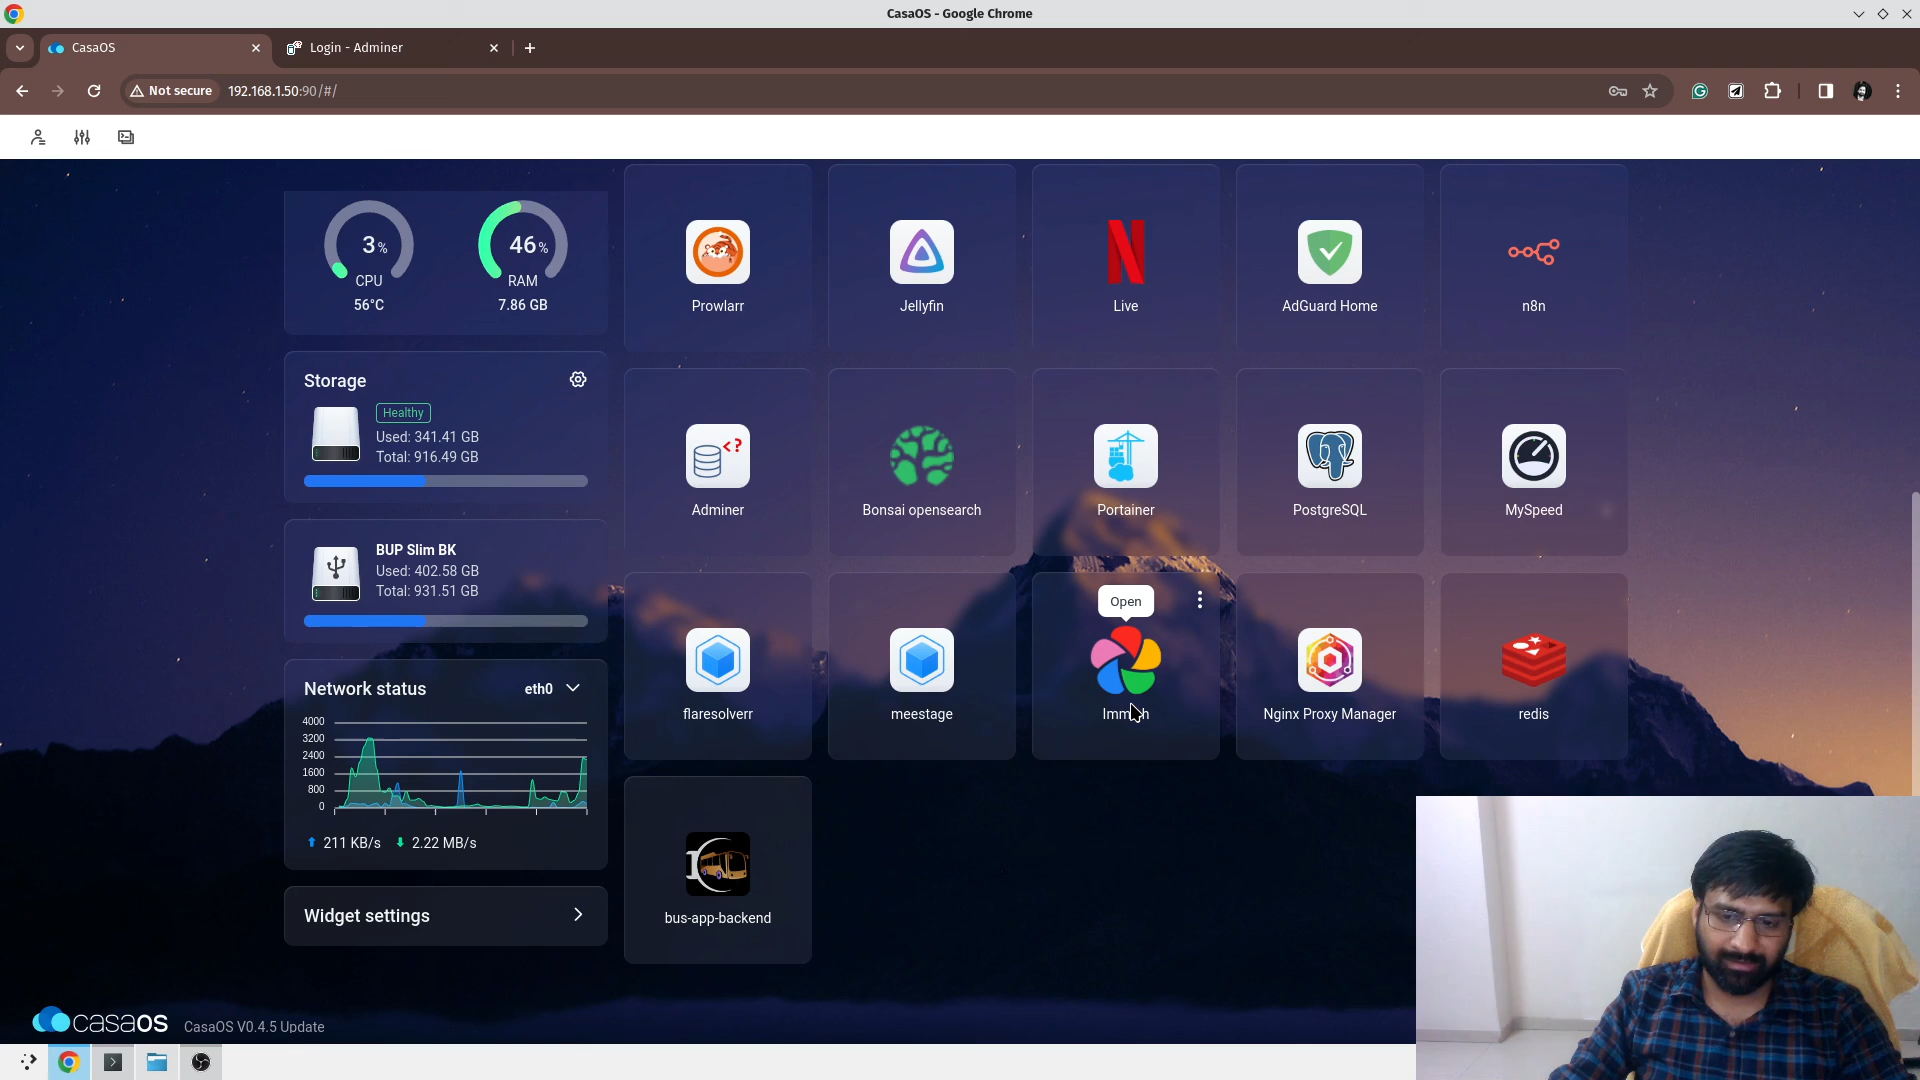 CasaOS - Google Chrome
CasaOS
Login - Adminer
Not secure
192.168.1.50:90/#/
3%
CPU
56°C
46%
RAM
7.86 GB
Prowlarr
Jellyfin
Live
AdGuard Home
n8n
Storage
Healthy
Used: 341.41 GB
Total: 916.49 GB
Adminer
Bonsai opensearch
Portainer
PostgreSQL
MySpeed
BUP Slim BK
Used: 402.58 GB
Total: 931.51 GB
Open
flaresolverr
meestage
Nginx Proxy Manager
redis
Network status
eth0
4000
3200
2400
1600
800
0
211 KB/s
2.22 MB/s
bus-app-backend
Widget settings
casaOS
CasaOS V0.4.5 Update